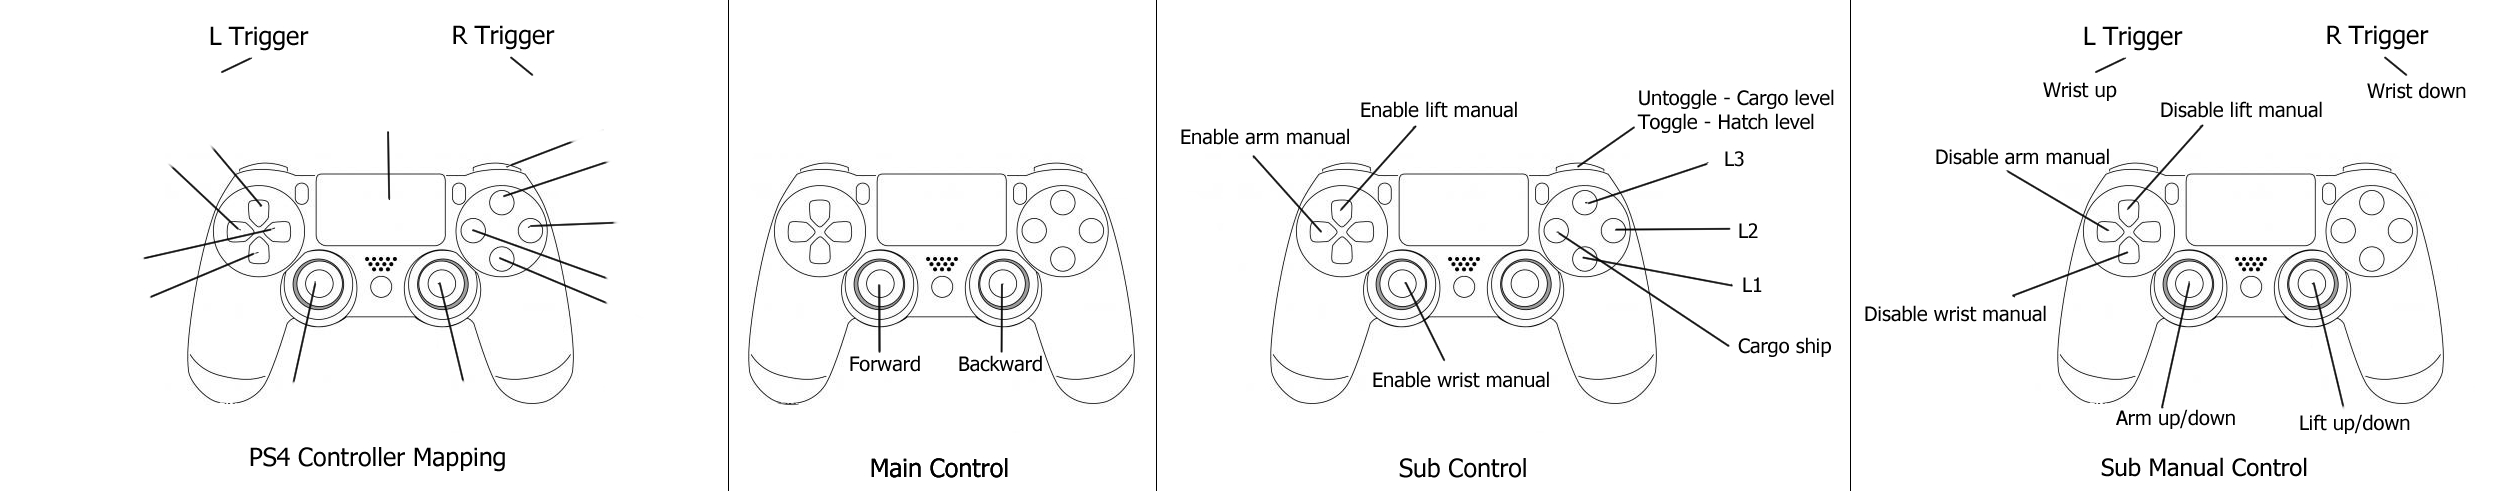 L Trigger
R Trigger
PS4 Controller Mapping
Forward
Backward
Main Control
Enable arm manual
Enable lift manual
Untoggle - Cargo level
Toggle - Hatch level
L3
L2
L1
Cargo ship
Enable wrist manual
Sub Control
L Trigger
R Trigger
Wrist up
Wrist down
Disable lift manual
Disable arm manual
Disable wrist manual
Arm up/down
Lift up/down
Sub Manual Control